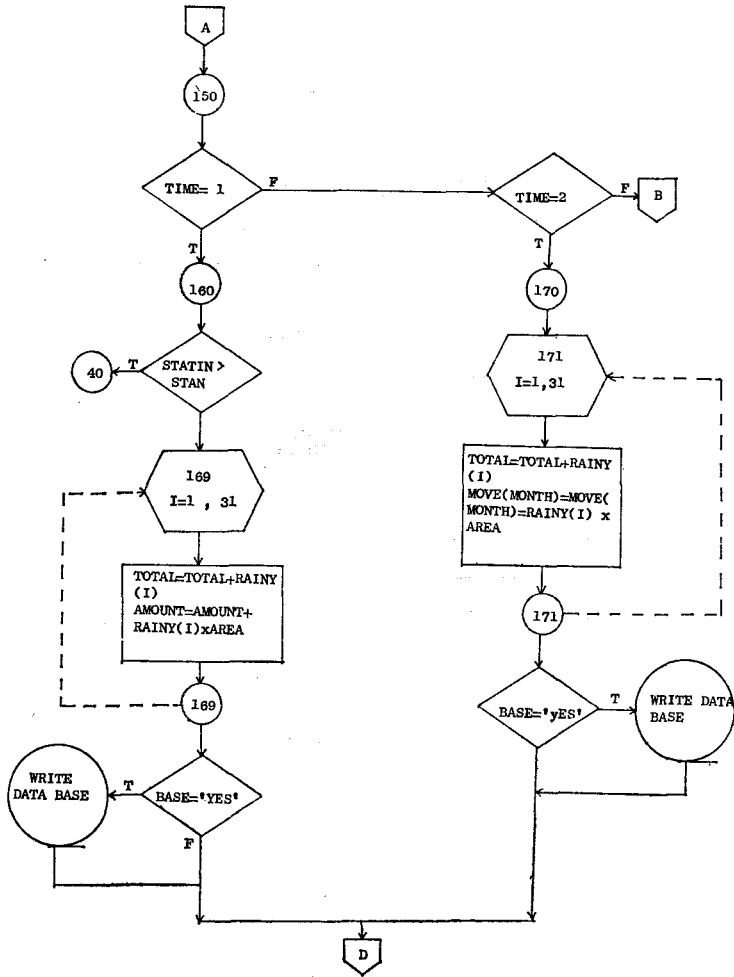 A
150
TIME= 1
F
TIME=2
F
B
T
160
T
170
STATIN >
STAN
T
40
171
I=1,31
169
I=1 , 31
TOTAL=TOTAL+RAINY
(I)
MOVE(MONTH)=MOVE(
MONTH)=RAINY(I) x
AREA
TOTAL=TOTAL+RAINY
(I)
AMOUNT=AMOUNT+
RAINY(I)xAREA
171
169
BASE='yES'
T
WRITE DATA
BASE
WRITE
DATA BASE
T
BASE='YES'
F
D